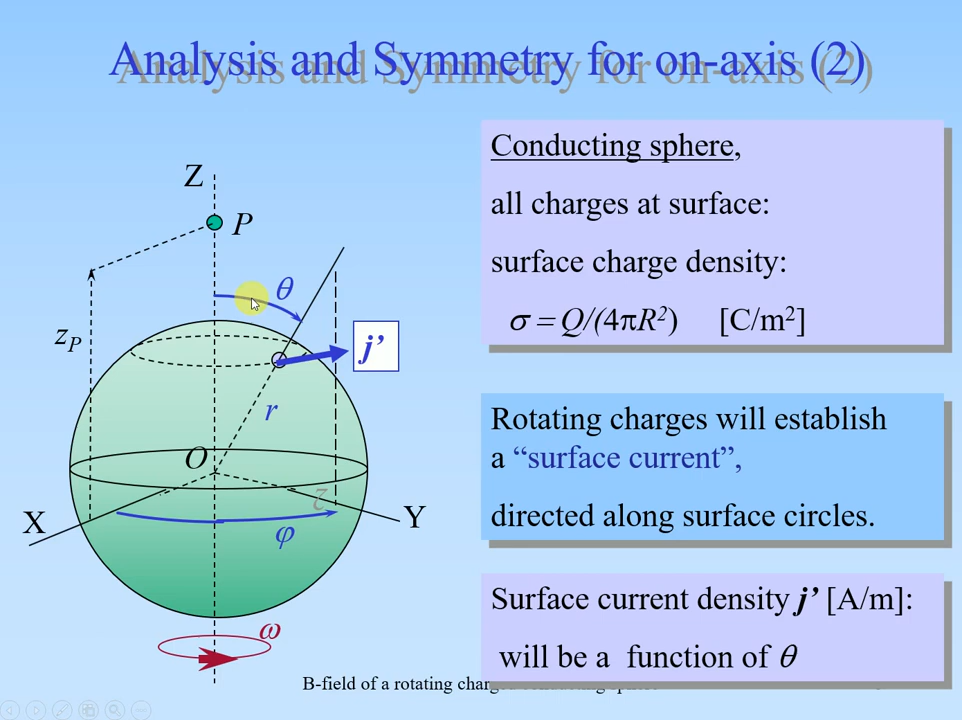 Analysis and Symmetry for on-axis (2)
Z
P
θ
z_P
j’
r
O
X
Y
φ
ω
Conducting sphere,
all charges at surface:
surface charge density:
σ = Q/(4πR²) [C/m²]
Rotating charges will establish
a “surface current”,
directed along surface circles.
Surface current density j’ [A/m]:
will be a function of θ
B-field of a rotating charged conducting sphere